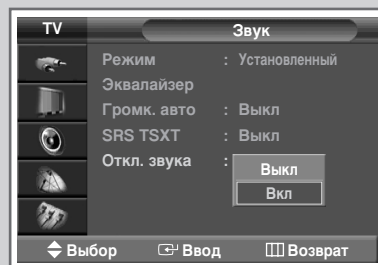 TV Звук
Режим : Установленный
Эквалайзер
Громк. авто : Выкл
SRS TSXT : Выкл
Откл. звука :
Выкл
Вкл
Выбор Ввод Возврат